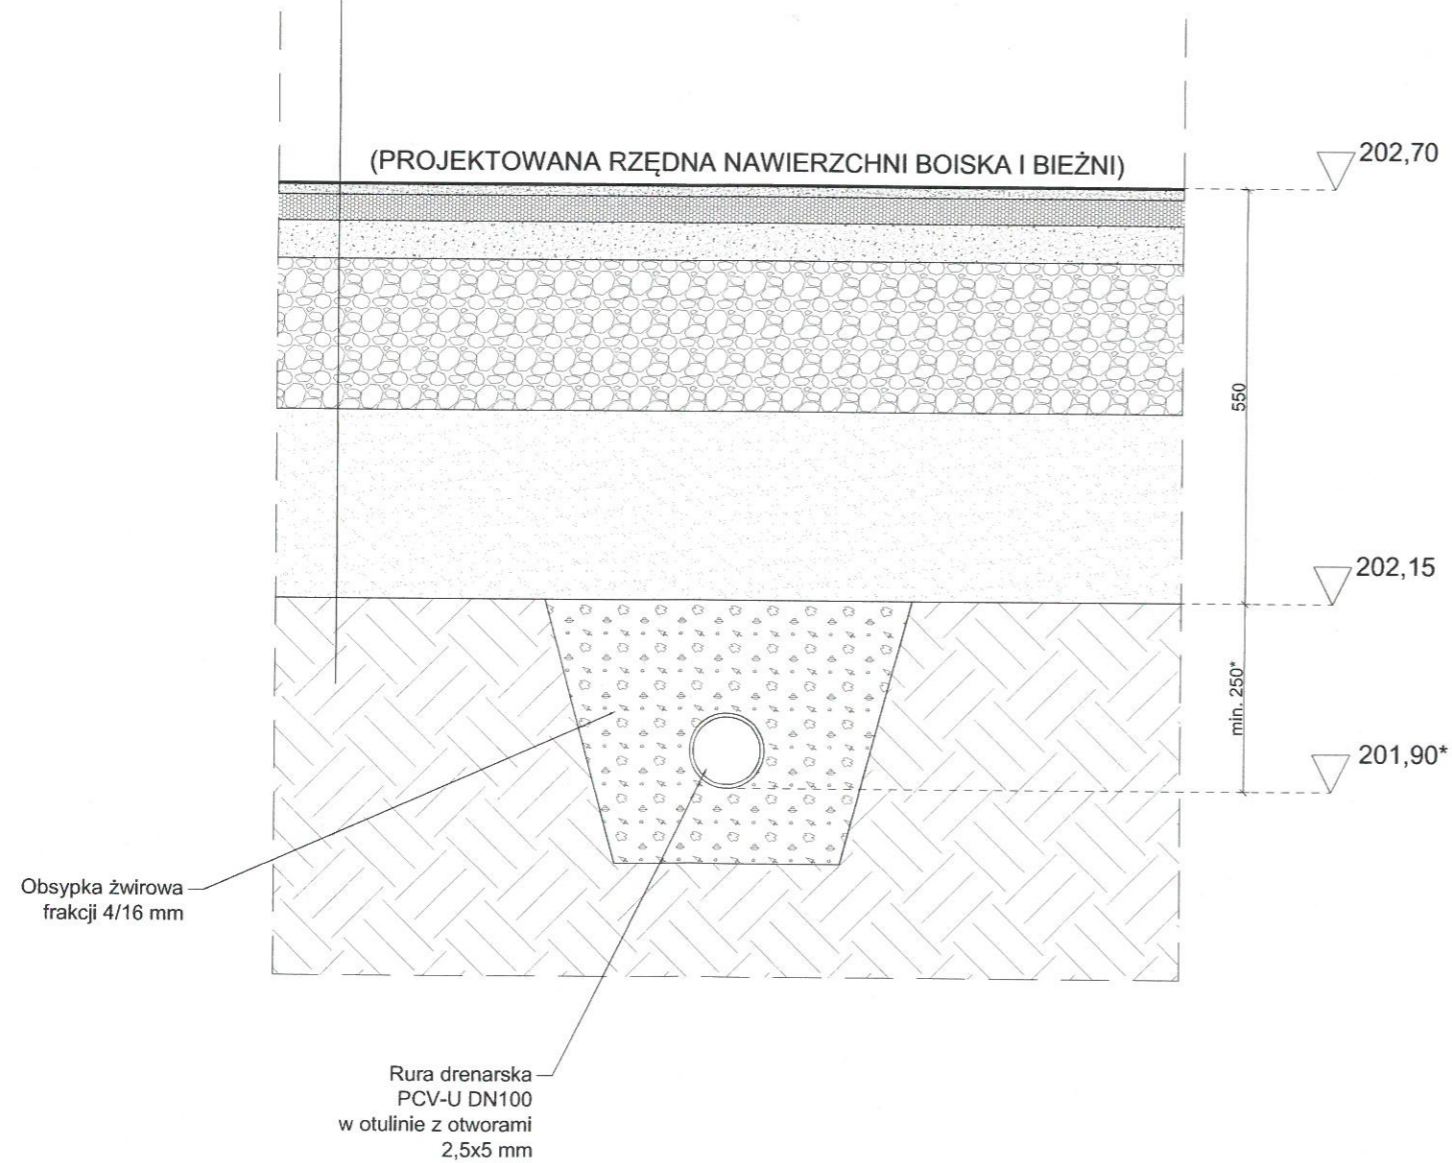 (PROJEKTOWANA RZĘDNA NAWIERZCHNI BOISKA I BIEŻNI)
202,70
550
202,15
min. 250*
201,90*
Obsypka żwirowa
frakcji 4/16 mm
Rura drenarska
PCV-U DN100
w otulinie z otworami
2,5x5 mm